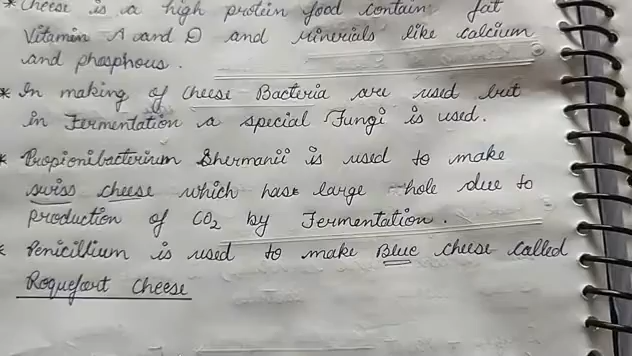 * Cheese is a high protein food contain fat
Vitamin A and D and minerials like calcium
and phosphous.
* In making of Cheese Bacteria are used but
in Fermentation a special Fungi is used.
* Propionibacterium Shermanii is used to make
swiss cheese which has large hole due to
production of CO2 by Fermentation.
* Penicillium is used to make Blue cheese called
Roquefort Cheese